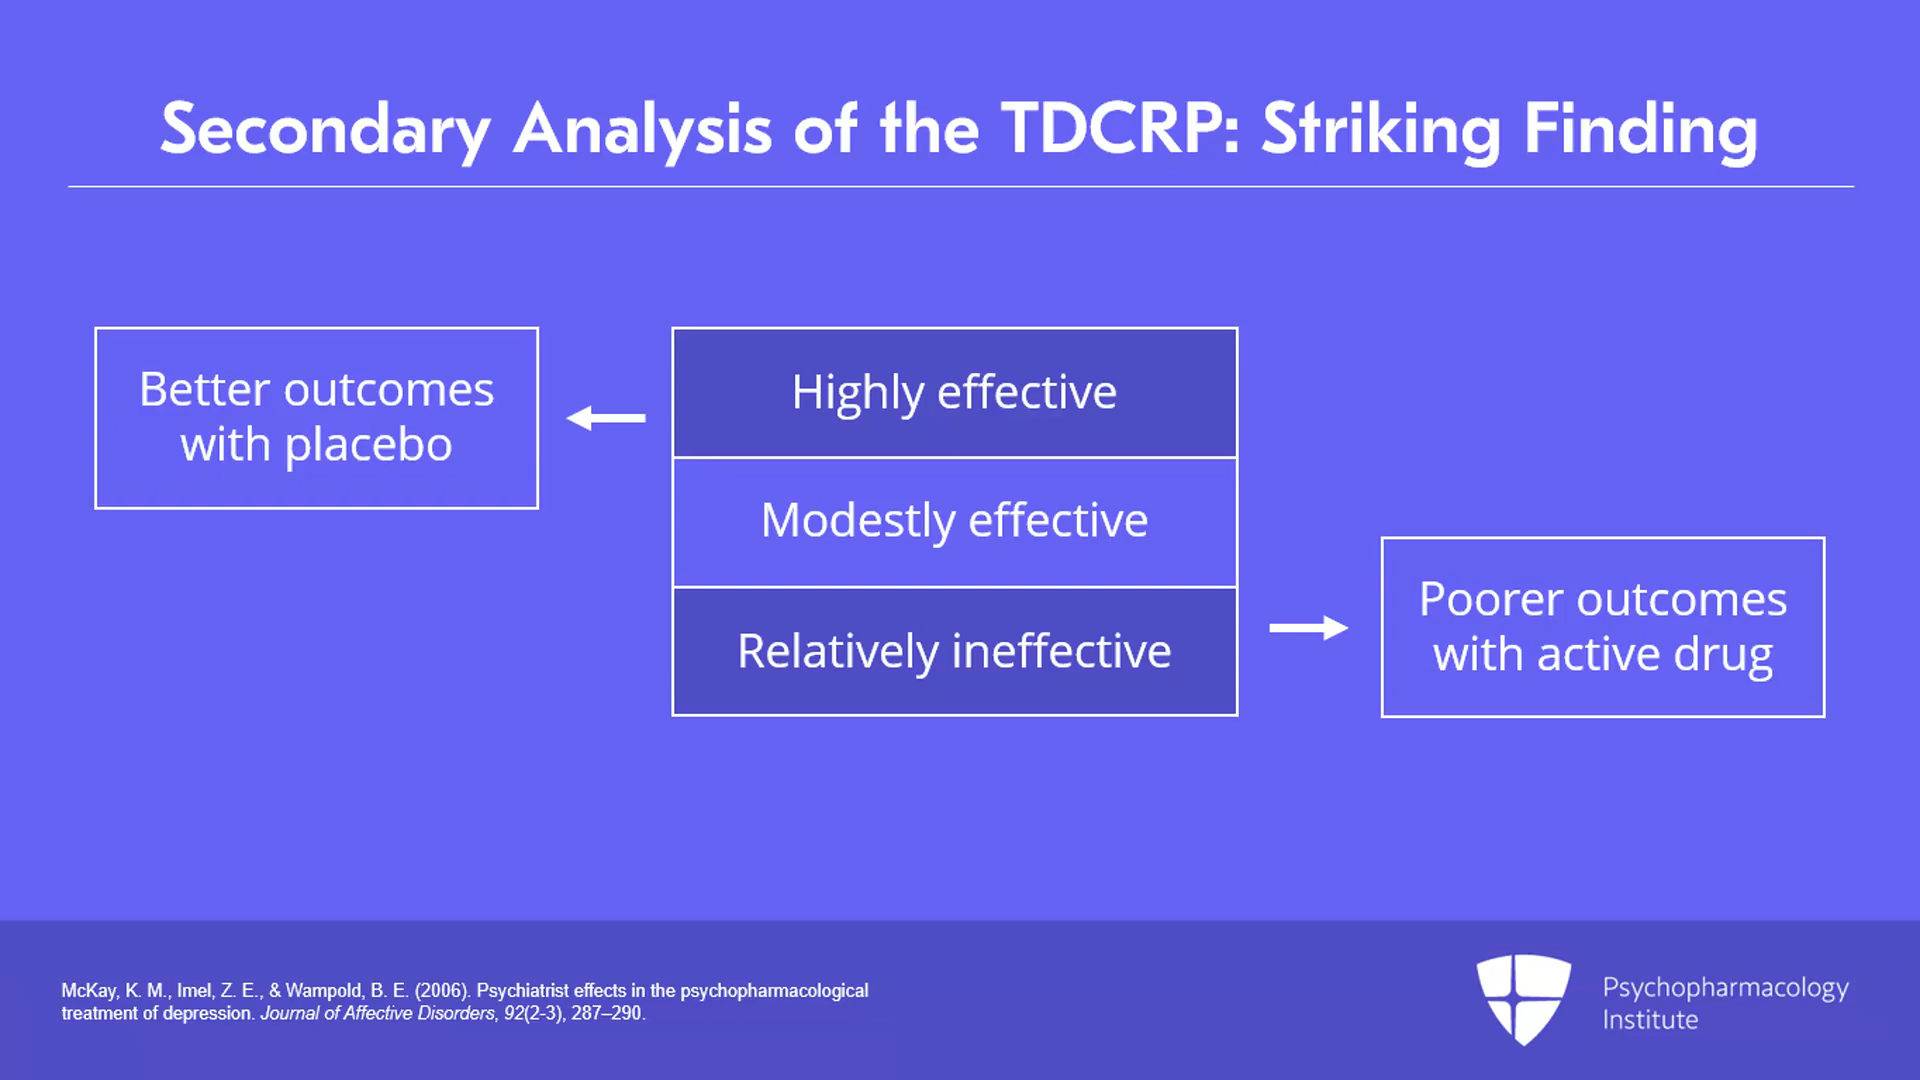 Secondary Analysis of the TDCRP: Striking Finding
Better outcomes
with placebo
Highly effective
Modestly effective
Relatively ineffective
Poorer outcomes
with active drug
McKay, K. M., Imel, Z. E., & Wampold, B. E. (2006). Psychiatrist effects in the psychopharmacological
treatment of depression. Journal of Affective Disorders, 92(2-3), 287–290.
Psychopharmacology
Institute